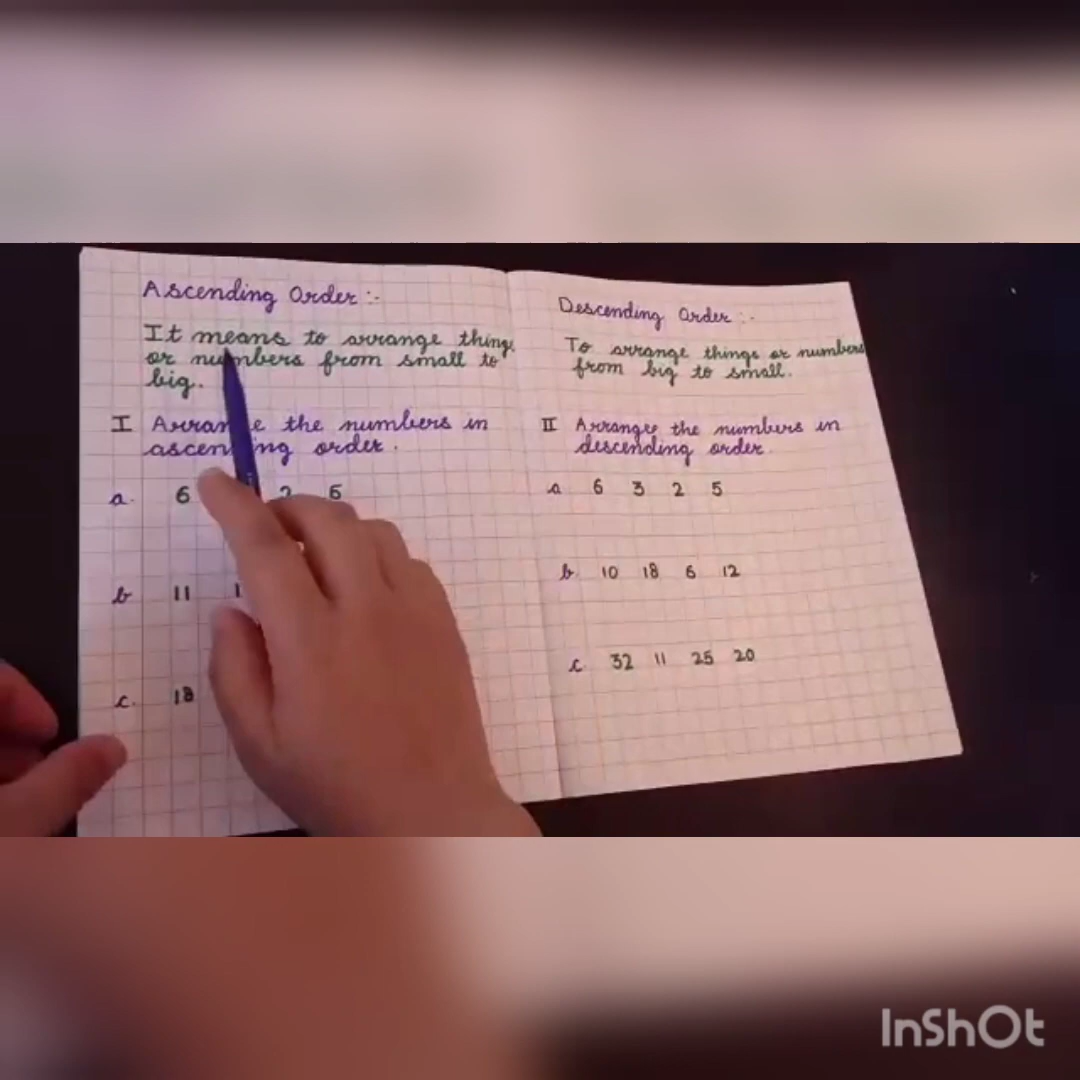 Ascending Order :-
It means to arrange things
or numbers from small to
big.
I Arrange the numbers in
ascending order.
a. 6 2
b 11
c. 18
Descending Order :-
To arrange things or numbers
from big to small.
II Arrange the numbers in
descending order.
a 6 3 2 5
b. 10 18 6 12
c. 32 11 25 20
InShOt